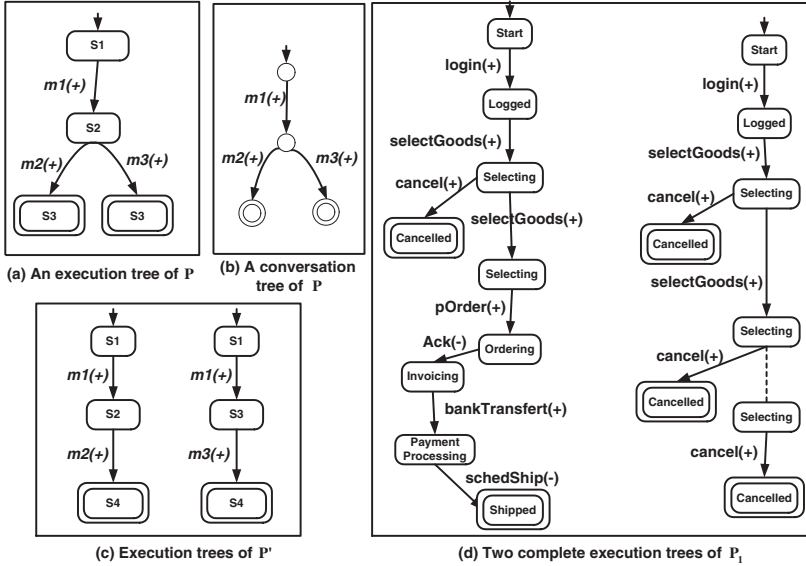 S1
m1(+)
S2
m2(+)
m3(+)
S3
S3
(a) An execution tree of P
m1(+)
m2(+)
m3(+)
(b) A conversation
tree of P
S1
S1
m1(+)
m1(+)
S2
S3
m2(+)
m3(+)
S4
S4
(c) Execution trees of P'
Start
login(+)
Logged
selectGoods(+)
Selecting
cancel(+)
Cancelled
selectGoods(+)
Selecting
pOrder(+)
Ordering
Ack(-)
Invoicing
bankTransfert(+)
Payment
Processing
schedShip(-)
Shipped
Start
login(+)
Logged
selectGoods(+)
Selecting
cancel(+)
Cancelled
selectGoods(+)
Selecting
cancel(+)
Cancelled
Selecting
cancel(+)
Cancelled
(d) Two complete execution trees of P1